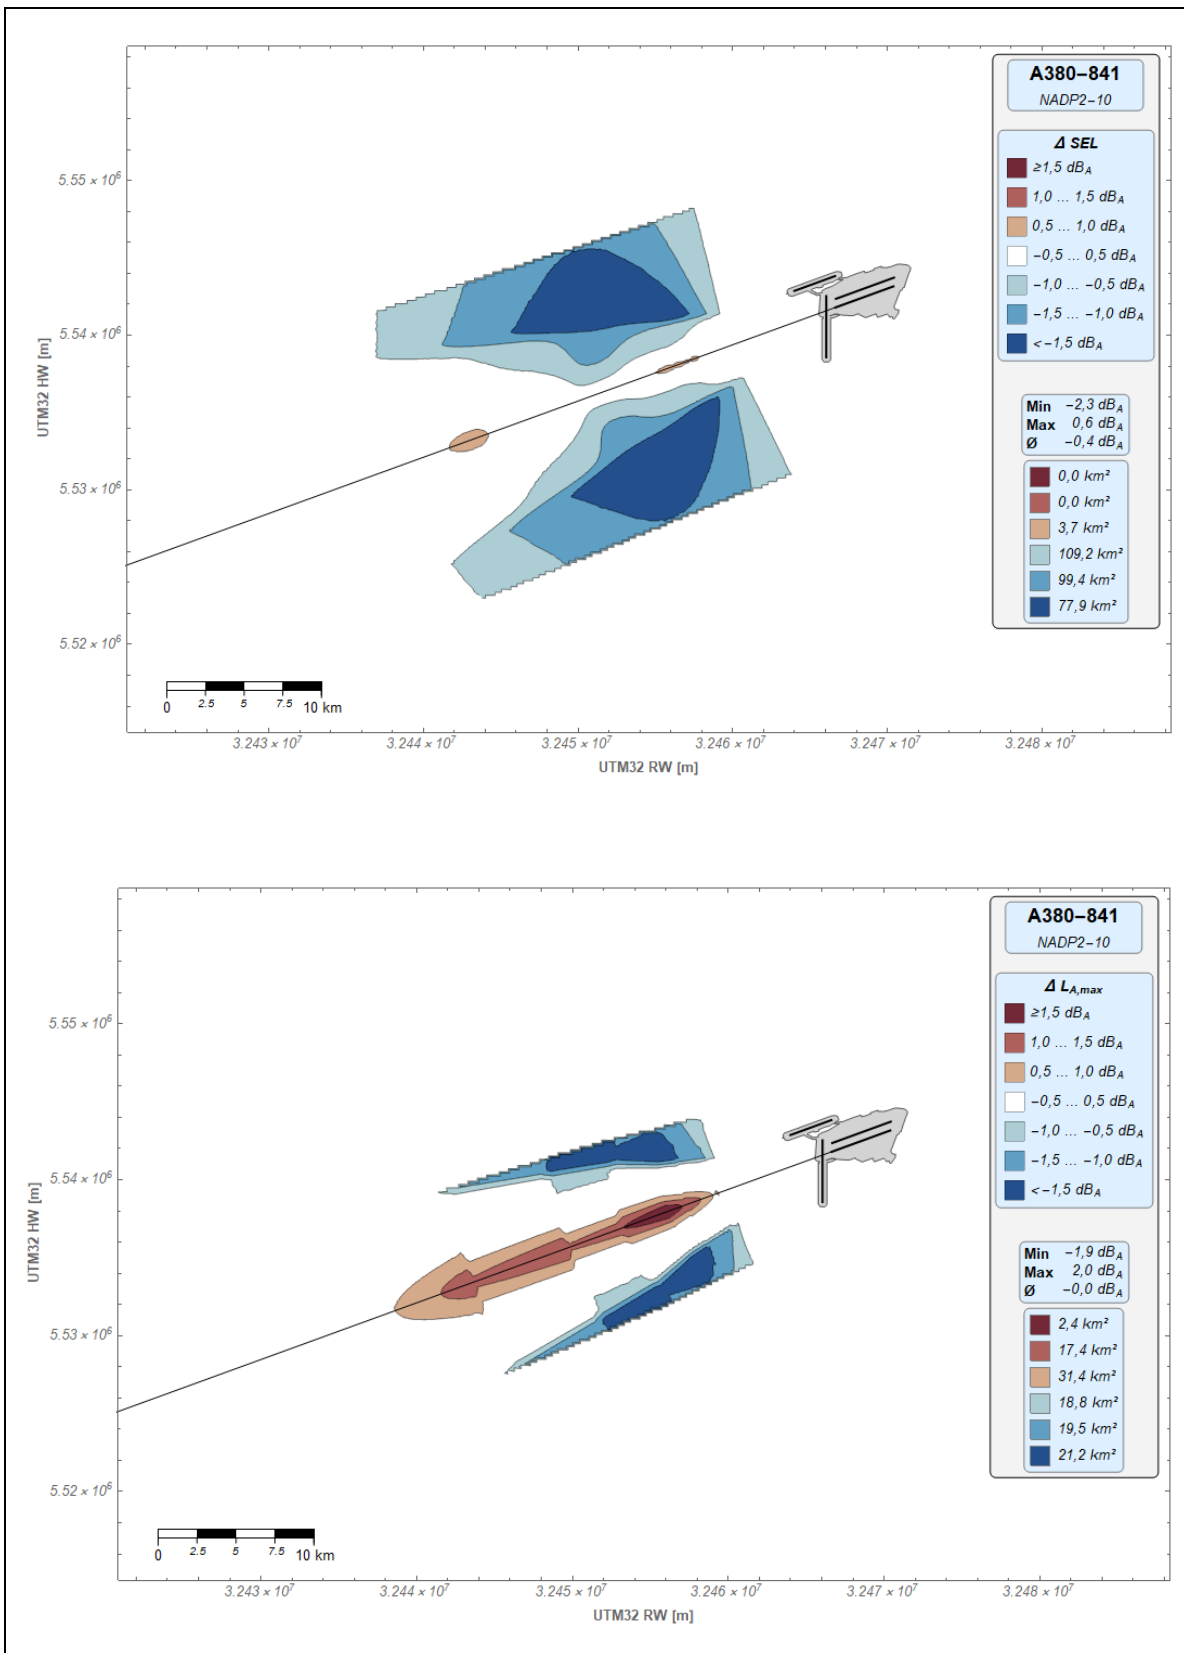 A380–841
NADP2–10
Δ SEL
≥1,5 dBA
1,0 ... 1,5 dBA
0,5 ... 1,0 dBA
–0,5 ... 0,5 dBA
–1,0 ... –0,5 dBA
–1,5 ... –1,0 dBA
<–1,5 dBA
Min –2,3 dBA
Max 0,6 dBA
Ø –0,4 dBA
0,0 km²
0,0 km²
3,7 km²
109,2 km²
99,4 km²
77,9 km²
5.55 × 10⁶
5.54 × 10⁶
5.53 × 10⁶
5.52 × 10⁶
UTM32 HW [m]
0 2.5 5 7.5 10 km
3.243 × 10⁷ 3.244 × 10⁷ 3.245 × 10⁷ 3.246 × 10⁷ 3.247 × 10⁷ 3.248 × 10⁷
UTM32 RW [m]
A380–841
NADP2–10
Δ LA,max
≥1,5 dBA
1,0 ... 1,5 dBA
0,5 ... 1,0 dBA
–0,5 ... 0,5 dBA
–1,0 ... –0,5 dBA
–1,5 ... –1,0 dBA
<–1,5 dBA
Min –1,9 dBA
Max 2,0 dBA
Ø –0,0 dBA
2,4 km²
17,4 km²
31,4 km²
18,8 km²
19,5 km²
21,2 km²
5.55 × 10⁶
5.54 × 10⁶
5.53 × 10⁶
5.52 × 10⁶
UTM32 HW [m]
0 2.5 5 7.5 10 km
3.243 × 10⁷ 3.244 × 10⁷ 3.245 × 10⁷ 3.246 × 10⁷ 3.247 × 10⁷ 3.248 × 10⁷
UTM32 RW [m]